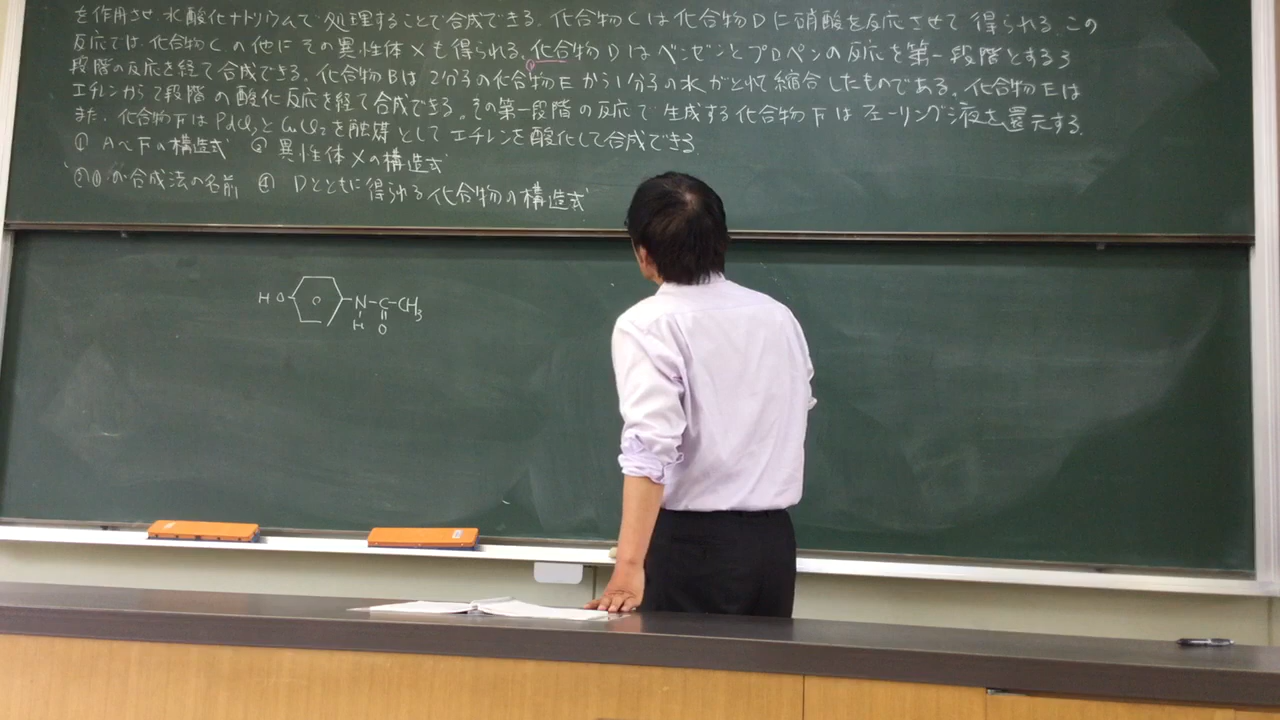 を作用させ、水酸化ナトリウムで処理することで合成できる。化合物Cは化合物Dに硝酸を反応させて得られる。この
反応では、化合物Cの他にその異性体Xも得られる。化合物Dはベンゼンとプロペンの反応を第一段階とする3
段階の反応を経て合成できる。化合物Bは2分子の化合物Eから1分子の水がとれて縮合したものである。化合物Eは
エチレンから2段階の酸化反応を経て合成できる。その第一段階の反応で生成する化合物Fはフェーリング液を還元する。
また、化合物FはPdCl2とCuCl2を触媒としてエチレンを酸化して合成できる。
① A〜Fの構造式 ② 異性体Xの構造式
の合成法の名前 ④ Dとともに得られる化合物の構造式
①
HO N-C-CH3
H O